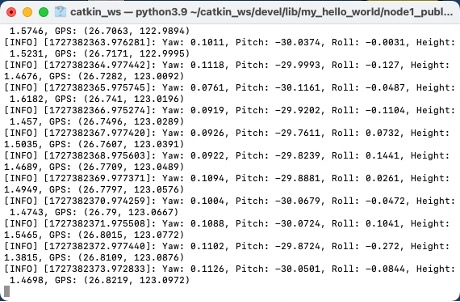 catkin_ws — python3.9 ~/catkin_ws/devel/lib/my_hello_world/node1_publ…
1.5746, GPS: (26.7063, 122.9894)
[INFO] [1727382363.976281]: Yaw: 0.1011, Pitch: -30.0374, Roll: -0.0031, Height:
1.5231, GPS: (26.7171, 122.9995)
[INFO] [1727382364.977442]: Yaw: 0.1118, Pitch: -29.9993, Roll: -0.127, Height:
1.4676, GPS: (26.7282, 123.0092)
[INFO] [1727382365.975745]: Yaw: 0.0761, Pitch: -30.1161, Roll: -0.0487, Height:
1.6182, GPS: (26.741, 123.0196)
[INFO] [1727382366.975274]: Yaw: 0.0919, Pitch: -29.9202, Roll: -0.1104, Height:
1.457, GPS: (26.7496, 123.0289)
[INFO] [1727382367.977420]: Yaw: 0.0926, Pitch: -29.7611, Roll: 0.0732, Height:
1.5035, GPS: (26.7607, 123.0391)
[INFO] [1727382368.975603]: Yaw: 0.0922, Pitch: -29.8239, Roll: 0.1441, Height:
1.4689, GPS: (26.7709, 123.0489)
[INFO] [1727382369.977371]: Yaw: 0.1094, Pitch: -29.8881, Roll: 0.0261, Height:
1.4949, GPS: (26.7797, 123.0576)
[INFO] [1727382370.974259]: Yaw: 0.1004, Pitch: -30.0679, Roll: -0.0472, Height:
1.4743, GPS: (26.79, 123.0667)
[INFO] [1727382371.975508]: Yaw: 0.1088, Pitch: -30.0724, Roll: 0.1041, Height:
1.5465, GPS: (26.8015, 123.0772)
[INFO] [1727382372.977440]: Yaw: 0.1102, Pitch: -29.8724, Roll: -0.272, Height:
1.3815, GPS: (26.8109, 123.0876)
[INFO] [1727382373.972833]: Yaw: 0.1126, Pitch: -30.0501, Roll: -0.0844, Height:
1.4698, GPS: (26.8219, 123.0972)